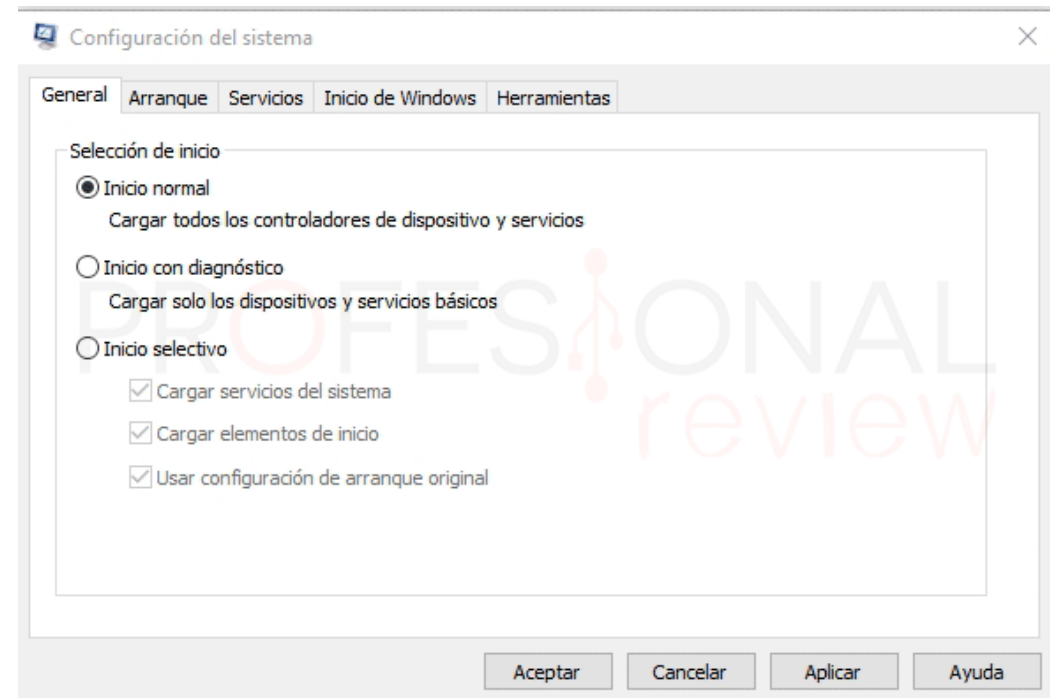 Configuración del sistema
General Arranque Servicios Inicio de Windows Herramientas
Selección de inicio
Inicio normal
Cargar todos los controladores de dispositivo y servicios
Inicio con diagnóstico
Cargar solo los dispositivos y servicios básicos
PROFESIONAL
review
Inicio selectivo
Cargar servicios del sistema
Cargar elementos de inicio
Usar configuración de arranque original
Aceptar Cancelar Aplicar Ayuda